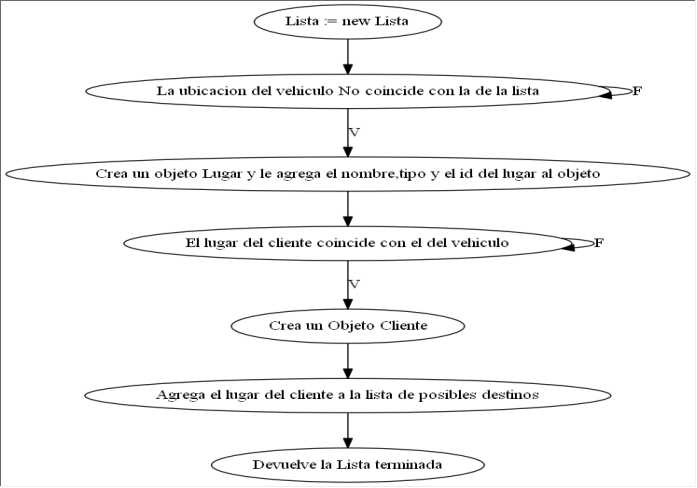 Lista := new Lista
La ubicacion del vehiculo No coincide con la de la lista
F
V
Crea un objeto Lugar y le agrega el nombre,tipo y el id del lugar al objeto
El lugar del cliente coincide con el del vehiculo
F
V
Crea un Objeto Cliente
Agrega el lugar del cliente a la lista de posibles destinos
Devuelve la Lista terminada